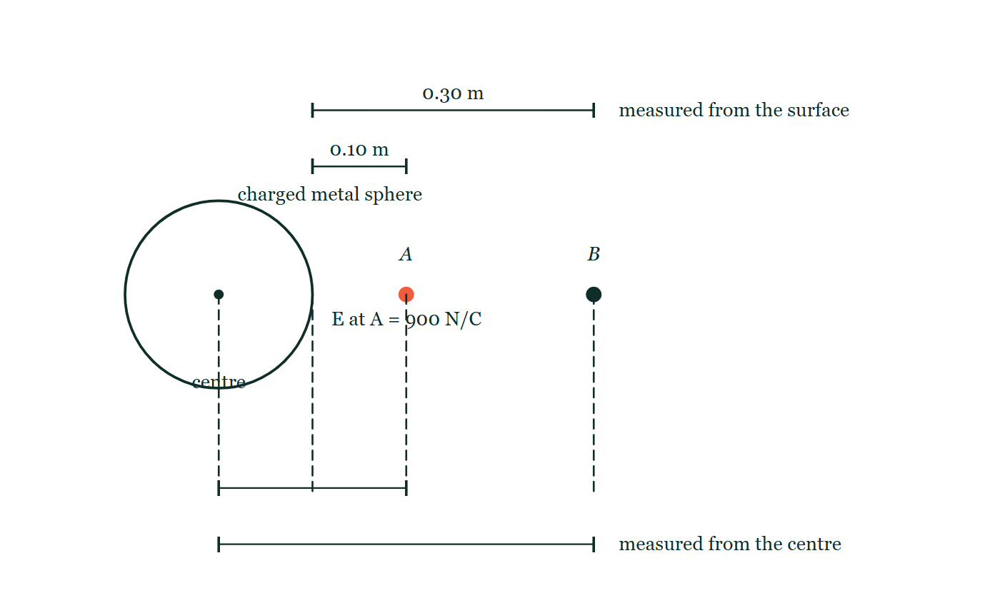 0.30 m
measured from the surface
0.10 m
charged metal sphere
A
B
E at A = 900 N/C
centre
measured from the centre